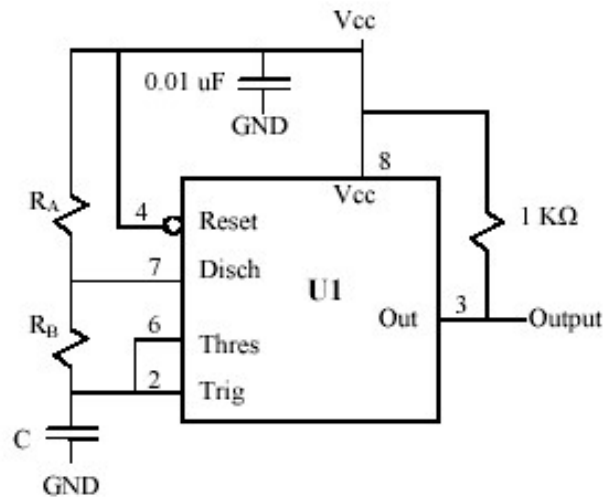 Vcc
0.01 uF
GND
8
Vcc
RA
4
Reset
1 KΩ
7
Disch
U1
RB
6
Thres
Out
3
Output
2
Trig
C
GND